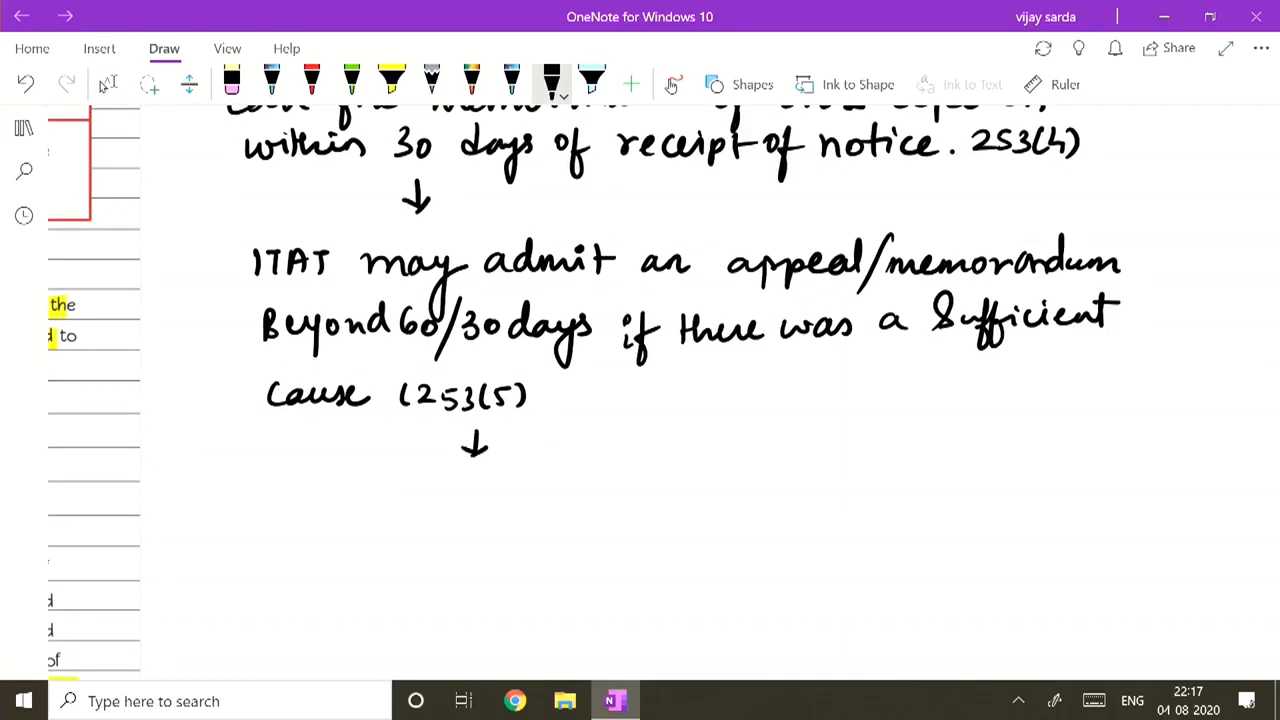 OneNote for Windows 10
vijay sarda
Home Insert Draw View Help
Share
Shapes
Ink to Shape
Ink to Text
Ruler
within 30 days of receipt of notice. 253(4)
↓
ITAT may admit an appeal/memorandum
Beyond 60/30 days if there was a Sufficient
Cause (253(5)
↓
the
d to
d
d
of
Type here to search
ENG
22:17
04-08-2020